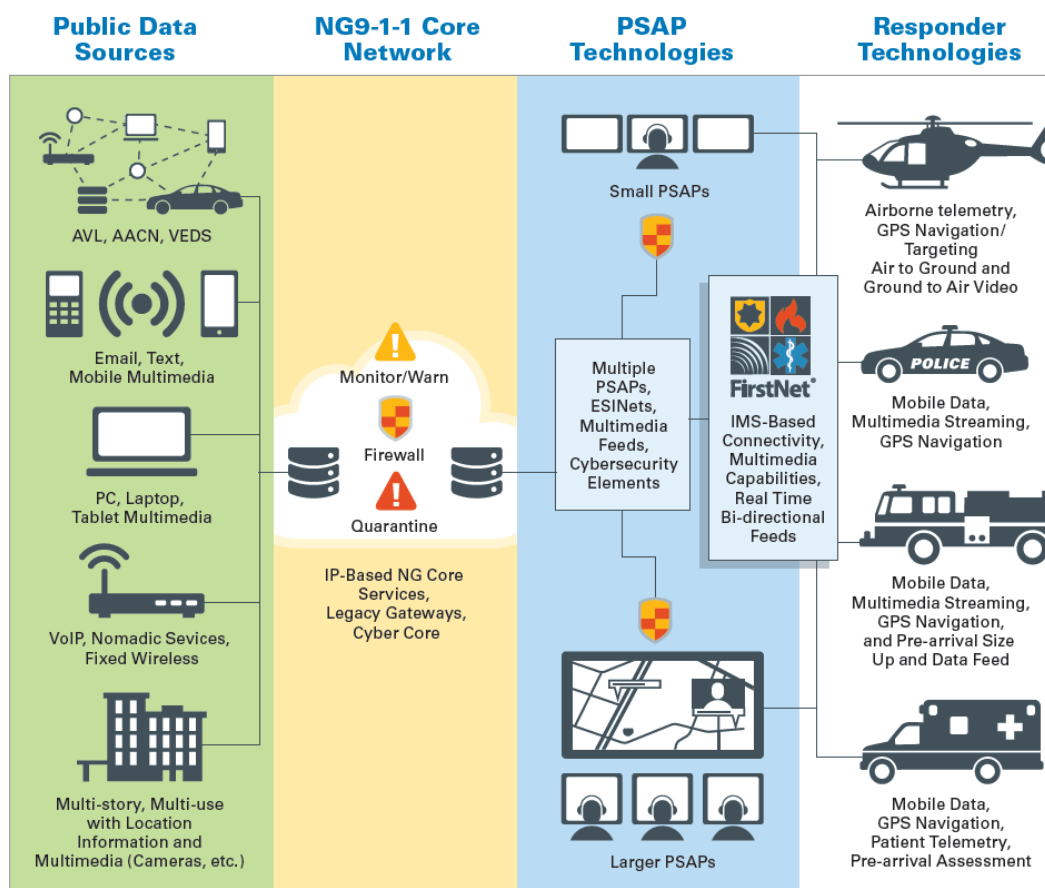 Public Data
Sources
NG9-1-1 Core
Network
PSAP
Technologies
Responder
Technologies
AVL, AACN, VEDS
Email, Text,
Mobile Multimedia
PC, Laptop,
Tablet Multimedia
VoIP, Nomadic Sevices,
Fixed Wireless
Multi-story, Multi-use
with Location
Information and
Multimedia (Cameras, etc.)
Monitor/Warn
Firewall
Quarantine
IP-Based NG Core
Services,
Legacy Gateways,
Cyber Core
Small PSAPs
Multiple
PSAPs,
ESINets,
Multimedia
Feeds,
Cybersecurity
Elements
FirstNet®
IMS-Based
Connectivity,
Multimedia
Capabilities,
Real Time
Bi-directional
Feeds
Larger PSAPs
Airborne telemetry,
GPS Navigation/
Targeting
Air to Ground and
Ground to Air Video
POLICE
Mobile Data,
Multimedia Streaming,
GPS Navigation
Mobile Data,
Multimedia Streaming,
GPS Navigation,
and Pre-arrival Size
Up and Data Feed
Mobile Data,
GPS Navigation,
Patient Telemetry,
Pre-arrival Assessment